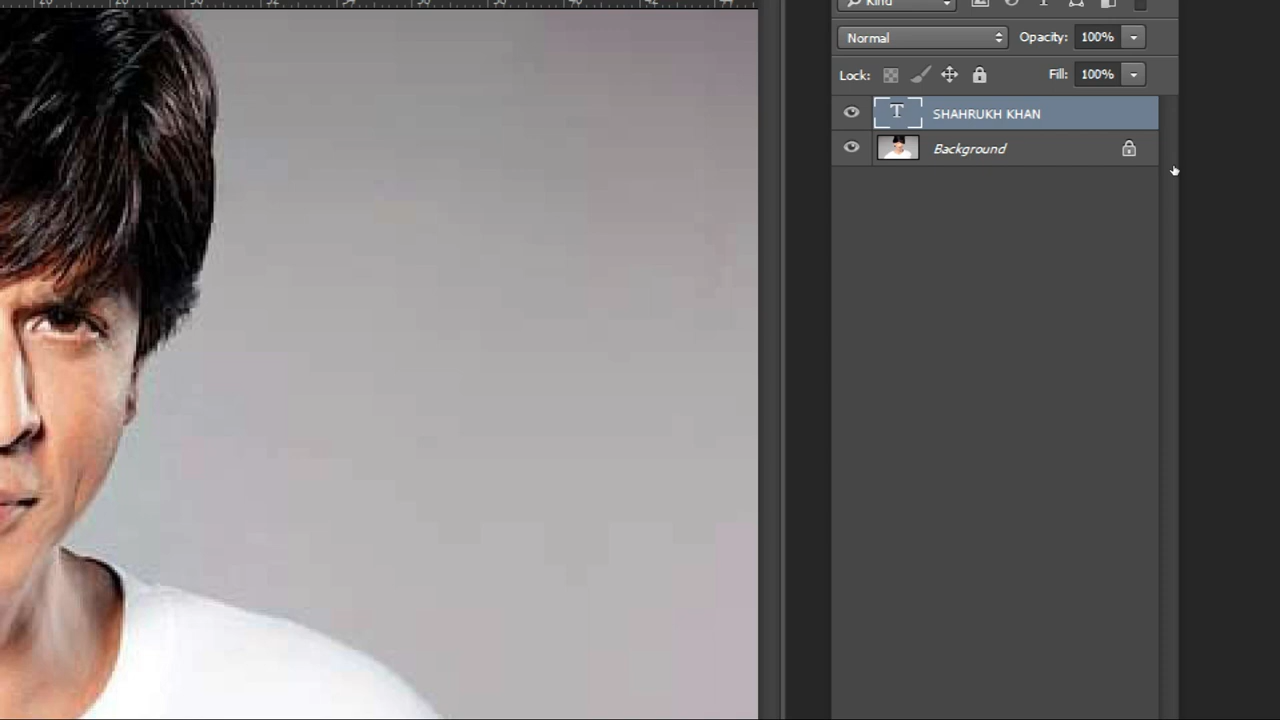 Kind
Normal Opacity: 100%
Lock: Fill: 100%
T SHAHRUKH KHAN
Background